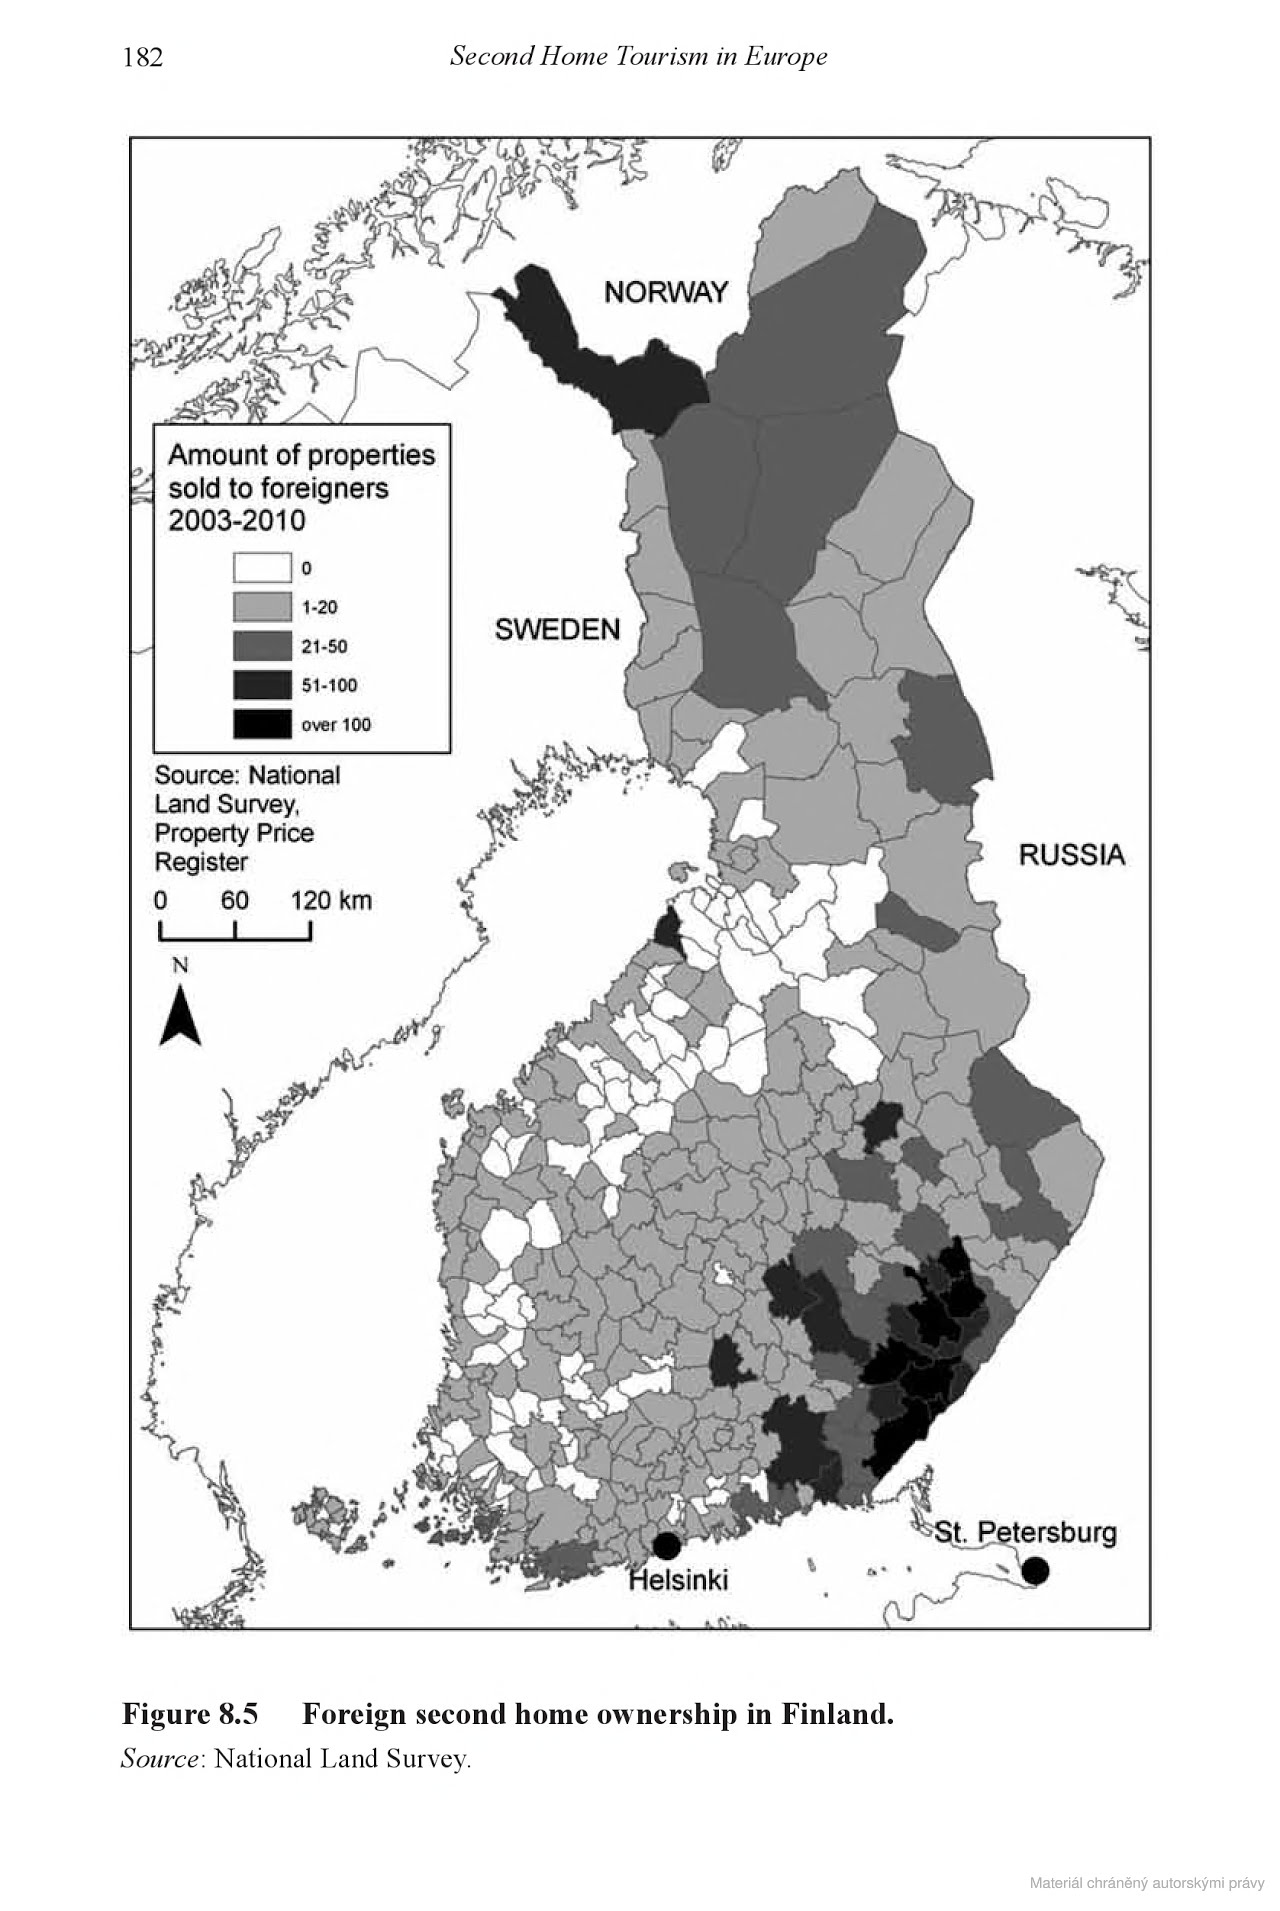 182
Second Home Tourism in Europe
NORWAY
Amount of properties
sold to foreigners
2003-2010
0
1-20
21-50
51-100
over 100
SWEDEN
Source: National
Land Survey,
Property Price
Register
0 60 120 km
N
RUSSIA
St. Petersburg
Helsinki
Figure 8.5 Foreign second home ownership in Finland.
Source: National Land Survey.
Materiál chráněný autorskými právy